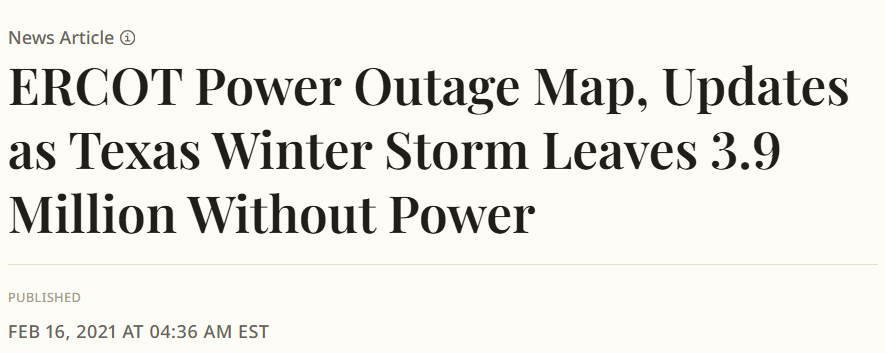 News Article
ERCOT Power Outage Map, Updates
as Texas Winter Storm Leaves 3.9
Million Without Power
PUBLISHED
FEB 16, 2021 AT 04:36 AM EST